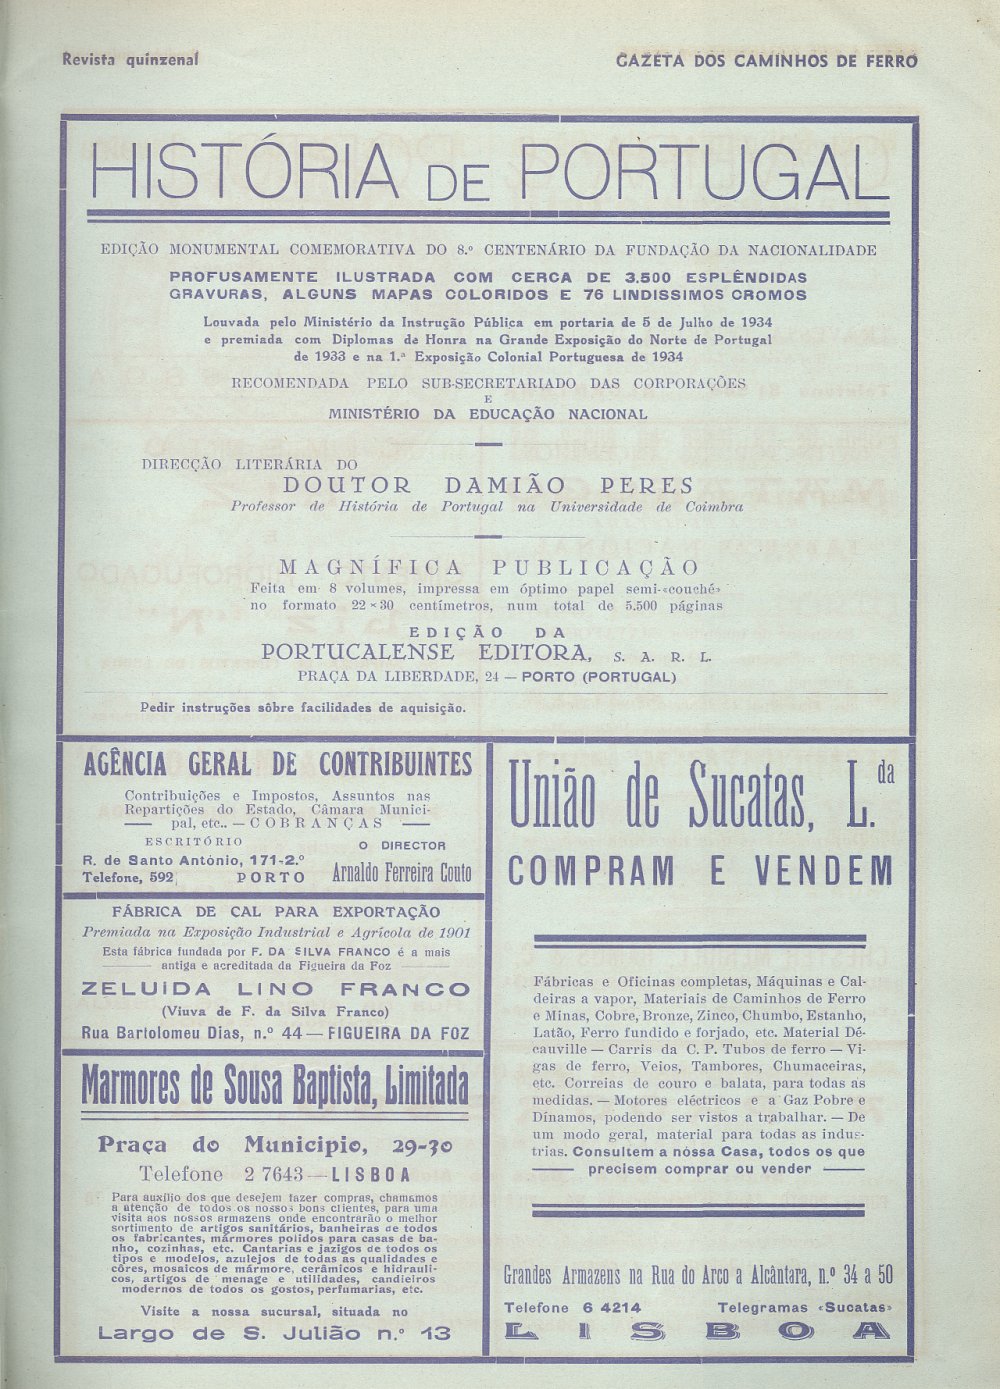 Revista quinzenal
GAZETA DOS CAMINHOS DE FERRO
HISTÓRIA DE PORTUGAL
EDIÇÃO MONUMENTAL COMEMORATIVA DO 8.º CENTENÁRIO DA FUNDAÇÃO DA NACIONALIDADE
PROFUSAMENTE ILUSTRADA COM CERCA DE 3.500 ESPLÊNDIDAS
GRAVURAS, ALGUNS MAPAS COLORIDOS E 76 LINDISSIMOS CROMOS
Louvada pelo Ministério da Instrução Pública em portaria de 5 de Julho de 1934
e premiada com Diplomas de Honra na Grande Exposição do Norte de Portugal
de 1933 e na 1.ª Exposição Colonial Portuguesa de 1934
RECOMENDADA PELO SUB-SECRETARIADO DAS CORPORAÇÕES
E
MINISTÉRIO DA EDUCAÇÃO NACIONAL
DIRECÇÃO LITERÁRIA DO
DOUTOR DAMIÃO PERES
Professor de História de Portugal na Universidade de Coimbra
MAGNÍFICA PUBLICAÇÃO
Feita em 8 volumes, impressa em óptimo papel semi-«couché»
no formato 22×30 centímetros, num total de 5.500 páginas
EDIÇÃO DA
PORTUCALENSE EDITORA, S. A. R. L.
PRAÇA DA LIBERDADE, 24 — PORTO (PORTUGAL)
Pedir instruções sôbre facilidades de aquisição.
AGÊNCIA GERAL DE CONTRIBUINTES
Contribuições e Impostos, Assuntos nas
Repartições do Estado, Câmara Munici-
pal, etc.. — COBRANÇAS
ESCRITÓRIO
O DIRECTOR
R. de Santo António, 171-2.º
Telefone, 592 PORTO
Arnaldo Ferreira Couto
FÁBRICA DE CAL PARA EXPORTAÇÃO
Premiada na Exposição Industrial e Agrícola de 1901
Esta fábrica fundada por F. DA SILVA FRANCO é a mais
antiga e acreditada da Figueira da Foz
ZELUIDA LINO FRANCO
(Viuva de F. da Silva Franco)
Rua Bartolomeu Dias, n.º 44 — FIGUEIRA DA FOZ
Marmores de Sousa Baptista, Limitada
Praça do Municipio, 29-30
Telefone 2 7643 — LISBOA
Para auxílio dos que desejem fazer compras, chamamos
a atenção de todos os nossos bons clientes, para uma
visita aos nossos armazens onde encontrarão o melhor
sortimento de artigos sanitários, banheiras de todos
os fabricantes, mármores polidos para casas de ba-
nho, cozinhas, etc. Cantarias e jazigos de todos os
tipos e modelos, azulejos de todas as qualidades e
côres, mosaicos de mármore, cerâmicos e hidrauli-
cos, artigos de menage e utilidades, candieiros
modernos de todos os gostos, perfumarias, etc.
Visite a nossa sucursal, situada no
Largo de S. Julião n.º 13
União de Sucatas, L.da
COMPRAM E VENDEM
Fábricas e Oficinas completas, Máquinas e Cal-
deiras a vapor, Materiais de Caminhos de Ferro
e Minas, Cobre, Bronze, Zinco, Chumbo, Estanho,
Latão, Ferro fundido e forjado, etc. Material Dé-
cauville — Carris da C. P. Tubos de ferro — Vi-
gas de ferro, Veios, Tambores, Chumaceiras,
etc. Correias de couro e balata, para todas as
medidas. — Motores eléctricos e a Gaz Pobre e
Dínamos, podendo ser vistos a trabalhar. — De
um modo geral, material para todas as indus-
trias. Consultem a nossa Casa, todos os que
precisem comprar ou vender
Grandes Armazens na Rua do Arco a Alcântara, n.º 34 a 50
Telefone 6 4214 Telegramas «Sucatas»
LISBOA